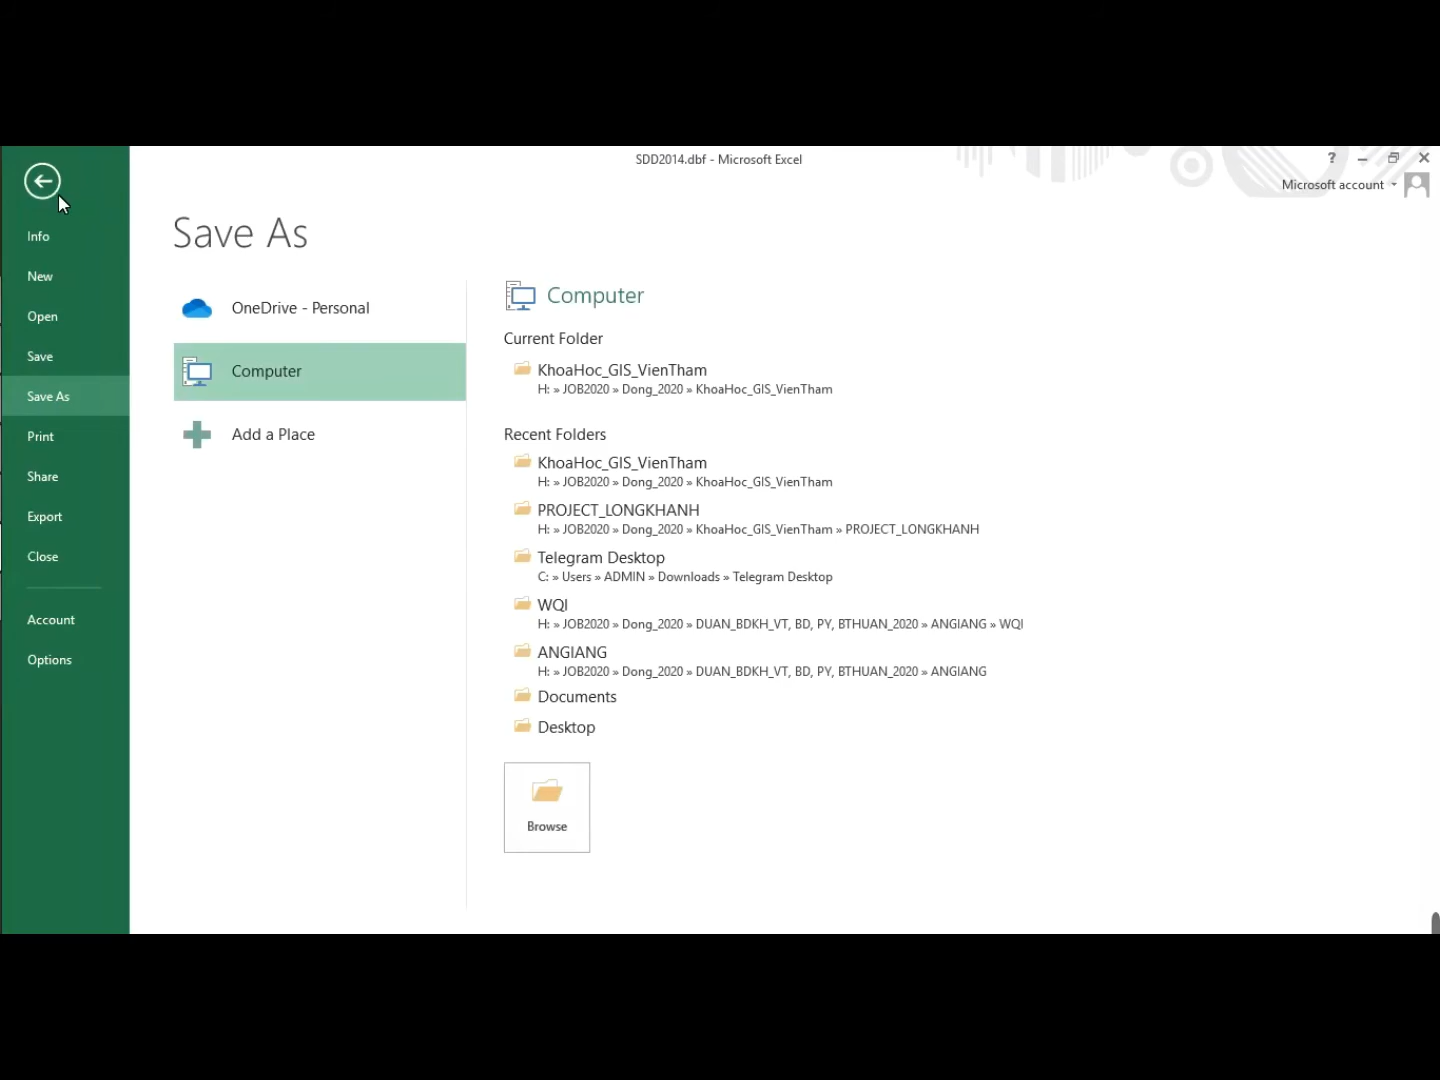 SDD2014.dbf - Microsoft Excel
?
Microsoft account
Info
New
Open
Save
Save As
Print
Share
Export
Close
Account
Options
Save As
OneDrive - Personal
Computer
Add a Place
Computer
Current Folder
KhoaHoc_GIS_VienTham
H: » JOB2020 » Dong_2020 » KhoaHoc_GIS_VienTham
Recent Folders
KhoaHoc_GIS_VienTham
H: » JOB2020 » Dong_2020 » KhoaHoc_GIS_VienTham
PROJECT_LONGKHANH
H: » JOB2020 » Dong_2020 » KhoaHoc_GIS_VienTham » PROJECT_LONGKHANH
Telegram Desktop
C: » Users » ADMIN » Downloads » Telegram Desktop
WQI
H: » JOB2020 » Dong_2020 » DUAN_BDKH_VT, BD, PY, BTHUAN_2020 » ANGIANG » WQI
ANGIANG
H: » JOB2020 » Dong_2020 » DUAN_BDKH_VT, BD, PY, BTHUAN_2020 » ANGIANG
Documents
Desktop
Browse